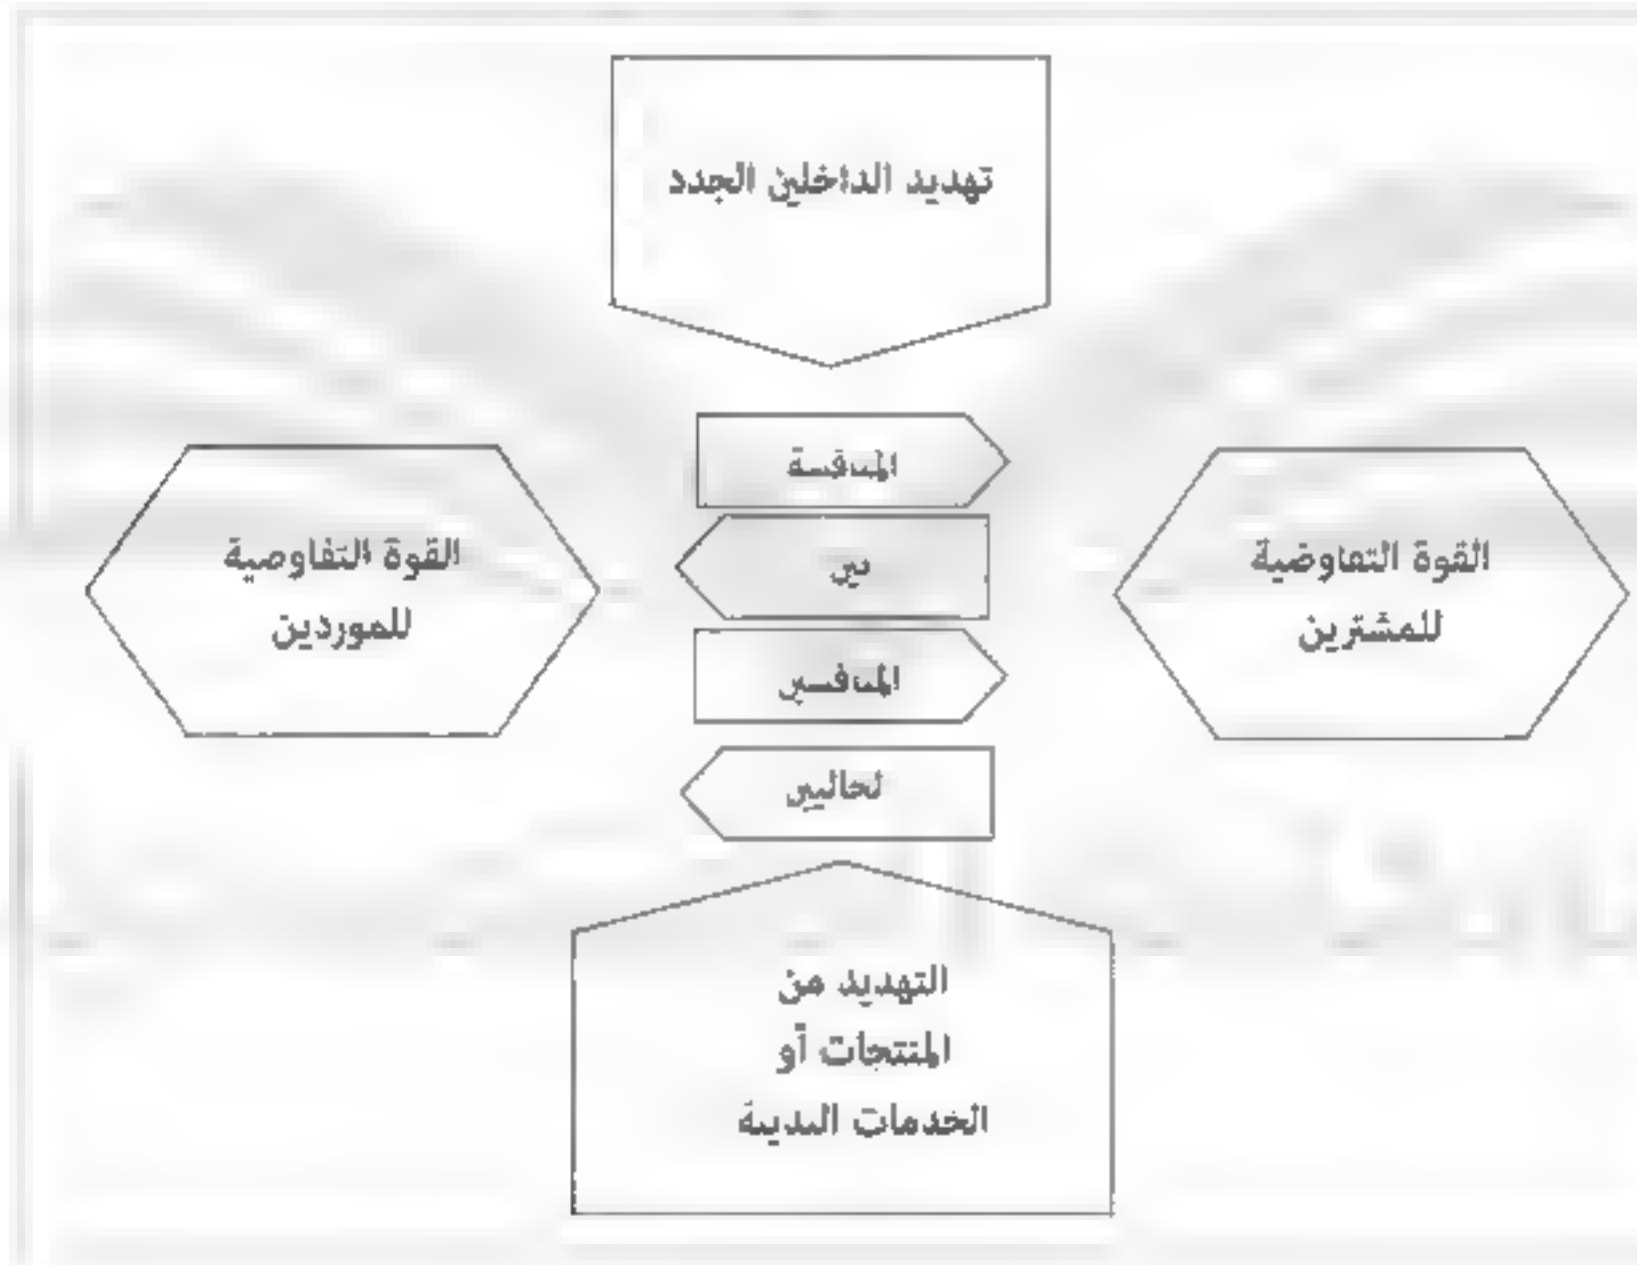 تهديد الداخلين الجدد
المنافسة
بين
المنافسين
الحاليين
القوة التفاوضية
للمشترين
القوة التفاوضية
للموردين
التهديد من
المنتجات أو
الخدمات البديلة